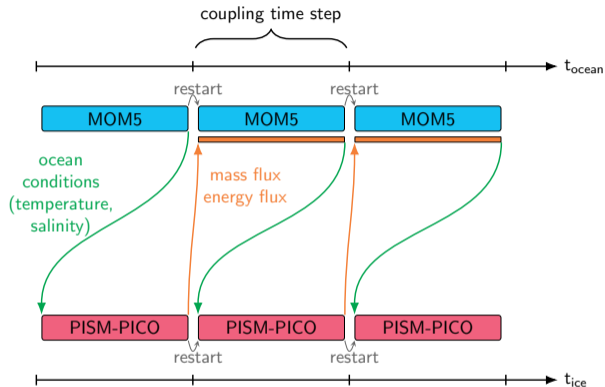 coupling time step
t_ocean
restart
restart
MOM5
MOM5
MOM5
ocean
conditions
(temperature,
salinity)
mass flux
energy flux
PISM-PICO
PISM-PICO
PISM-PICO
restart
restart
t_ice